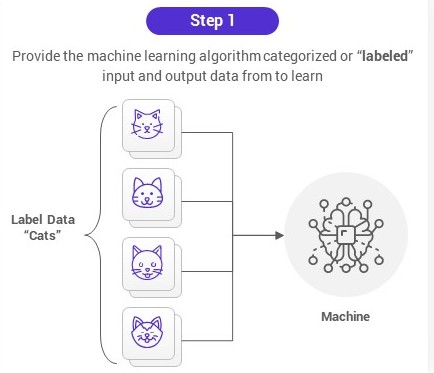 Step 1
Provide the machine learning algorithm categorized or “labeled”
input and output data from to learn
Label Data
“Cats”
Machine